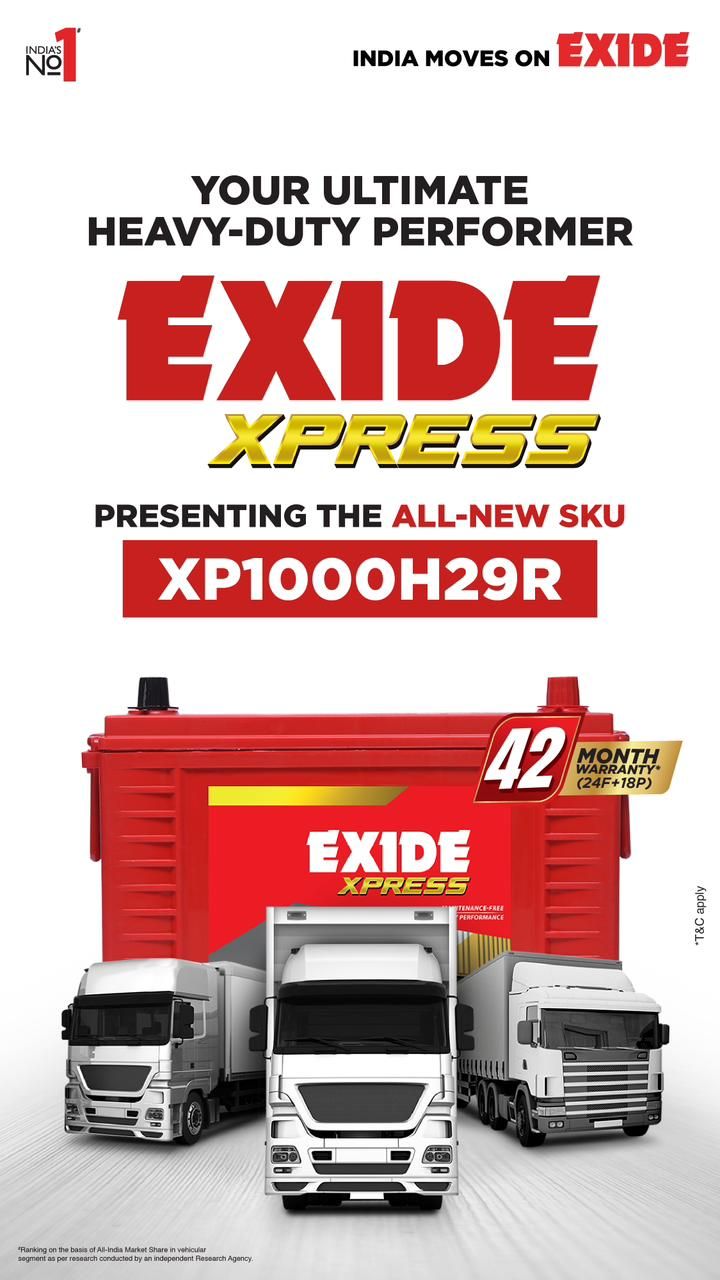 INDIA'S
No1#
INDIA MOVES ON EXIDE
YOUR ULTIMATE
HEAVY-DUTY PERFORMER
EXIDE
XPRESS
PRESENTING THE ALL-NEW SKU
XP1000H29R
42 MONTH
WARRANTY*
(24F+18P)
EXIDE
XPRESS
PERFORMANCE
*T&C apply
#Ranking on the basis of All-India Market Share in vehicular
segment as per research conducted by an independent Research Agency.